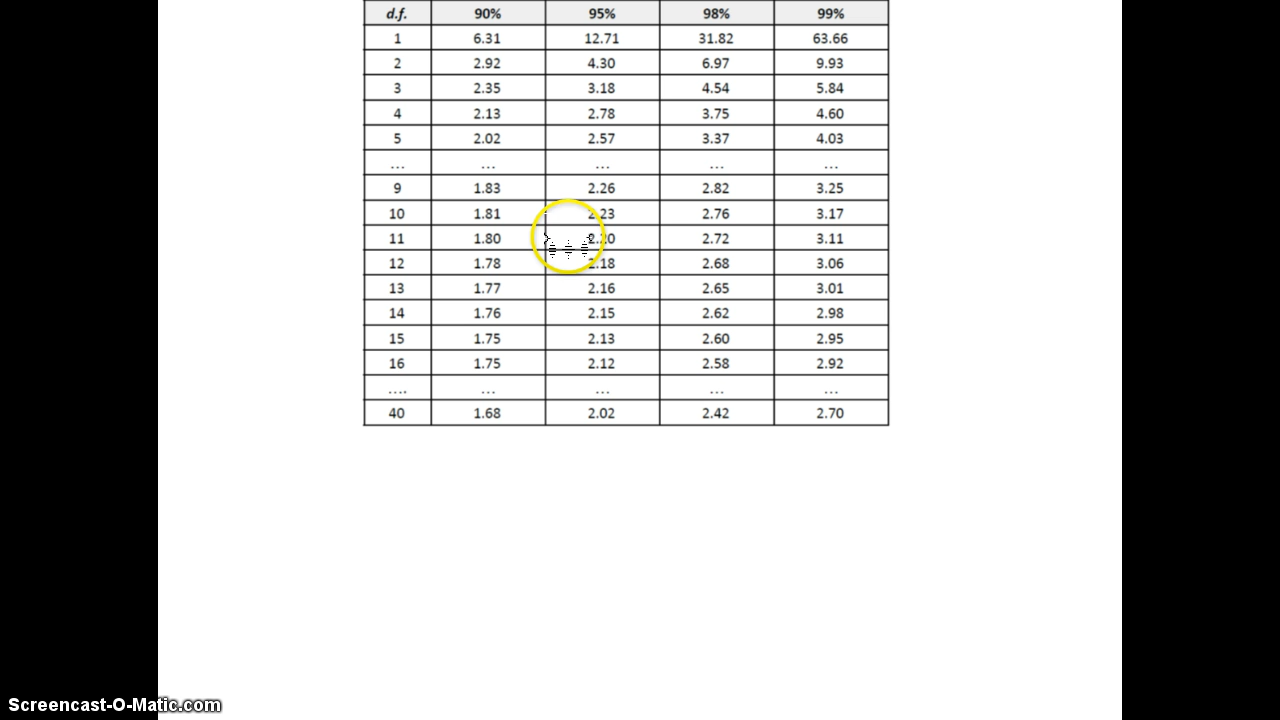 d.f. 90% 95% 98% 99%
1 6.31 12.71 31.82 63.66
2 2.92 4.30 6.97 9.93
3 2.35 3.18 4.54 5.84
4 2.13 2.78 3.75 4.60
5 2.02 2.57 3.37 4.03
... ... ... ... ...
9 1.83 2.26 2.82 3.25
10 1.81 2.23 2.76 3.17
11 1.80 2.20 2.72 3.11
12 1.78 2.18 2.68 3.06
13 1.77 2.16 2.65 3.01
14 1.76 2.15 2.62 2.98
15 1.75 2.13 2.60 2.95
16 1.75 2.12 2.58 2.92
.... ... ... ... ...
40 1.68 2.02 2.42 2.70
Screencast-O-Matic.com